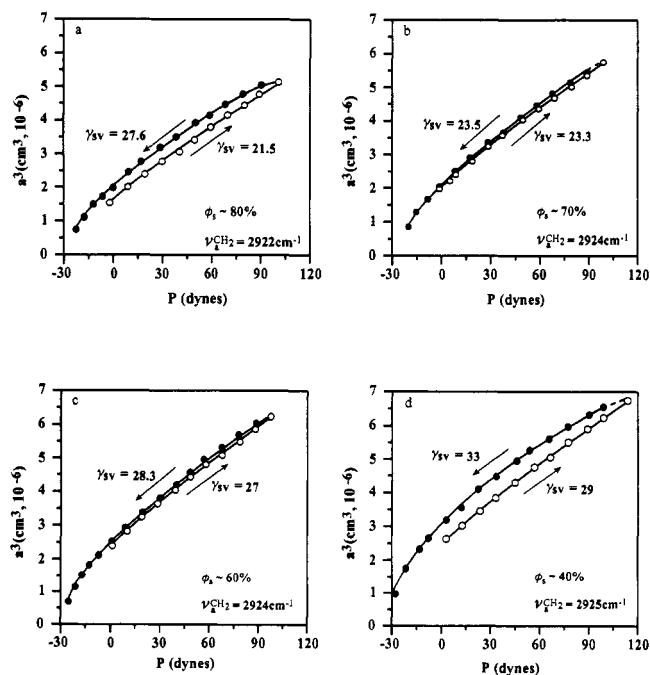 a
7
6
5
4
3
2
1
0
-30 0 30 60 90 120
a³(cm³, 10⁻⁶)
P (dynes)
γsv = 27.6
γsv = 21.5
ϕs ~ 80%
νₐCH₂ = 2922cm⁻¹
b
7
6
5
4
3
2
1
0
-30 0 30 60 90 120
a³(cm³, 10⁻⁶)
P (dynes)
γsv = 23.5
γsv = 23.3
ϕs ~ 70%
νₐCH₂ = 2924cm⁻¹
c
7
6
5
4
3
2
1
0
-30 0 30 60 90 120
a³(cm³, 10⁻⁶)
P (dynes)
γsv = 28.3
γsv = 27
ϕs ~ 60%
νₐCH₂ = 2924cm⁻¹
d
7
6
5
4
3
2
1
0
-30 0 30 60 90 120
a³(cm³, 10⁻⁶)
P (dynes)
γsv = 33
γsv = 29
ϕs ~ 40%
νₐCH₂ = 2925cm⁻¹